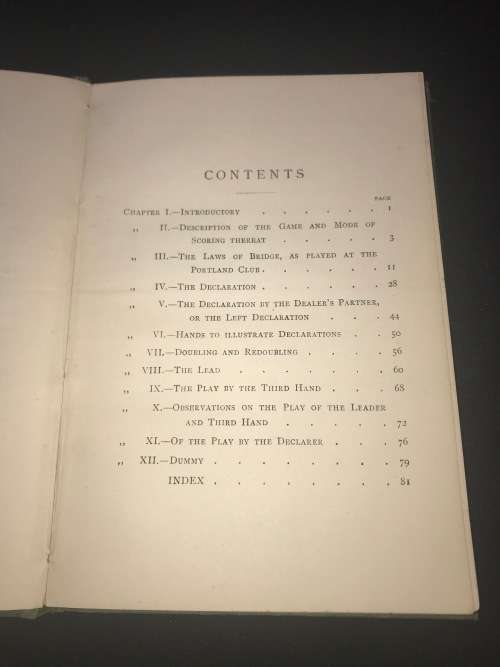 CONTENTS
PAGE
Chapter I.—Introductory . . . . . . 1
„ II.—Description of the Game and Mode of
Scoring thereat . . . . . 3
„ III.—The Laws of Bridge, as played at the
Portland Club . . . . . . 11
„ IV.—The Declaration . . . . . . 28
„ V.—The Declaration by the Dealer's Partner,
or the Left Declaration . . . 44
„ VI.—Hands to illustrate Declarations . . 50
„ VII.—Doubling and Redoubling . . . . 56
„ VIII.—The Lead . . . . . . . 60
„ IX.—The Play by the Third Hand . . . 68
„ X.—Observations on the Play of the Leader
and Third Hand . . . . . 72
„ XI.—Of the Play by the Declarer . . . 76
„ XII.—Dummy . . . . . . . 79
INDEX . . . . . . . 81